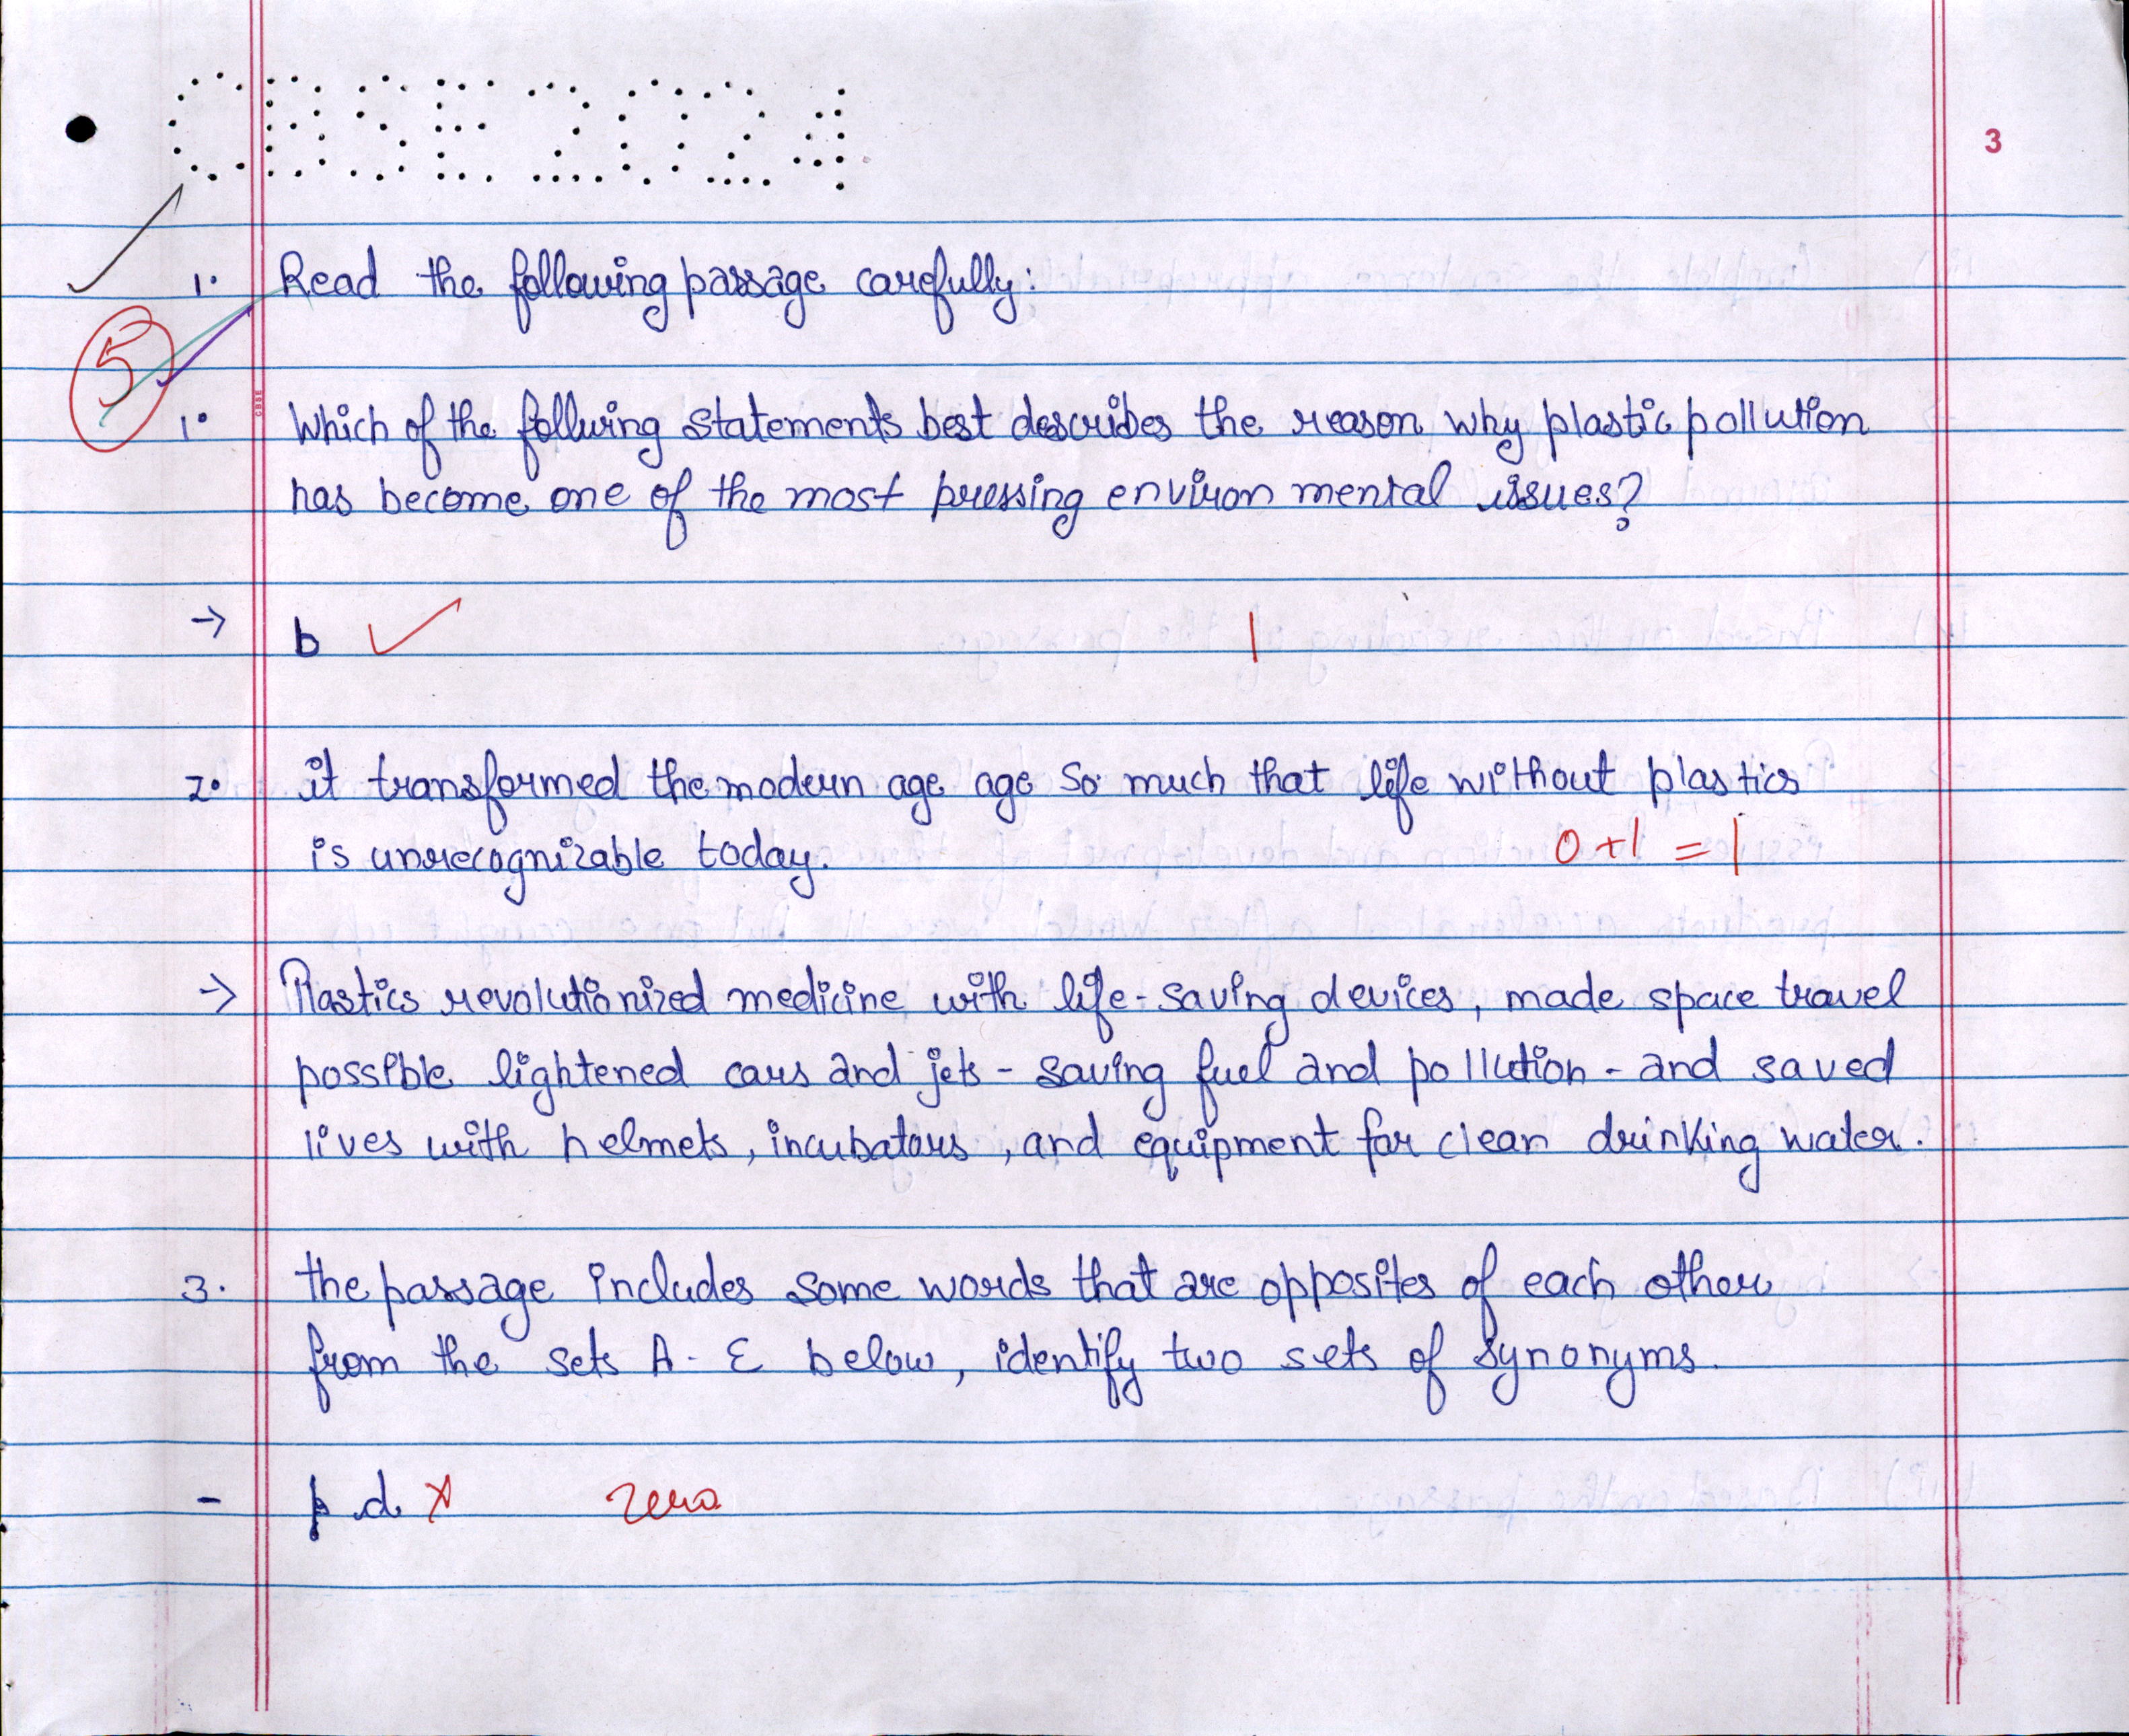 CBSE 2024
3
1. Read the following passage carefully:
5
1. Which of the follwing statements best describes the reason why plastic pollution
has become one of the most pressing environ mental issues?
→ b ✓ 1
2. it transformed the modern age age so much that life without plastics
is unrecognizable today. 0 + 1 = 1
→ Plastics revolutionized medicine with life-saving devices, made space travel
possible lightened cars and jets - saving fuel and pollution - and saved
lives with helmets, incubators, and equipment for clean drinking water.
3. the passage includes some words that are opposites of each other
from the sets A-E below, identify two sets of synonyms.
- d ✗ zero